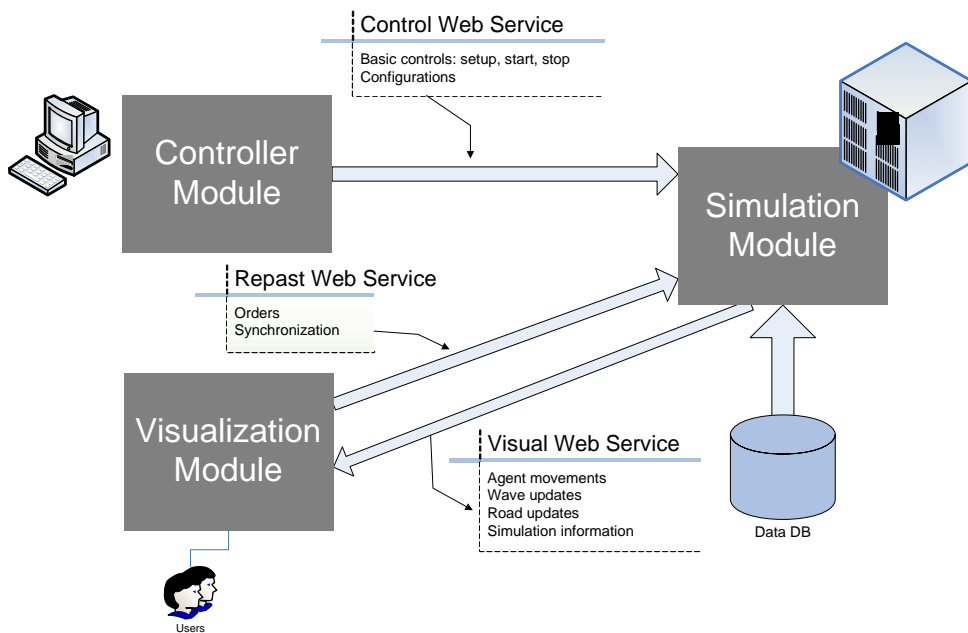 Control Web Service
Basic controls: setup, start, stop
Configurations
Controller
Module
Simulation
Module
Repast Web Service
Orders
Synchronization
Visualization
Module
Visual Web Service
Agent movements
Wave updates
Road updates
Simulation information
Data DB
Users